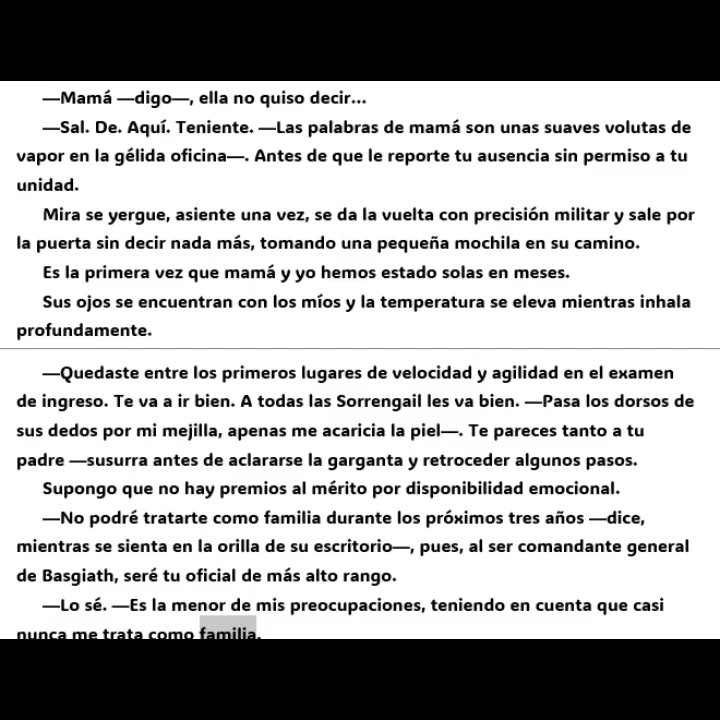 —Mamá —digo—, ella no quiso decir...
—Sal. De. Aquí. Teniente. —Las palabras de mamá son unas suaves volutas de
vapor en la gélida oficina—. Antes de que le reporte tu ausencia sin permiso a tu
unidad.
Mira se yergue, asiente una vez, se da la vuelta con precisión militar y sale por
la puerta sin decir nada más, tomando una pequeña mochila en su camino.
Es la primera vez que mamá y yo hemos estado solas en meses.
Sus ojos se encuentran con los míos y la temperatura se eleva mientras inhala
profundamente.
—Quedaste entre los primeros lugares de velocidad y agilidad en el examen
de ingreso. Te va a ir bien. A todas las Sorrengail les va bien. —Pasa los dorsos de
sus dedos por mi mejilla, apenas me acaricia la piel—. Te pareces tanto a tu
padre —susurra antes de aclararse la garganta y retroceder algunos pasos.
Supongo que no hay premios al mérito por disponibilidad emocional.
—No podré tratarte como familia durante los próximos tres años —dice,
mientras se sienta en la orilla de su escritorio—, pues, al ser comandante general
de Basgiath, seré tu oficial de más alto rango.
—Lo sé. —Es la menor de mis preocupaciones, teniendo en cuenta que casi
nunca me trata como familia.